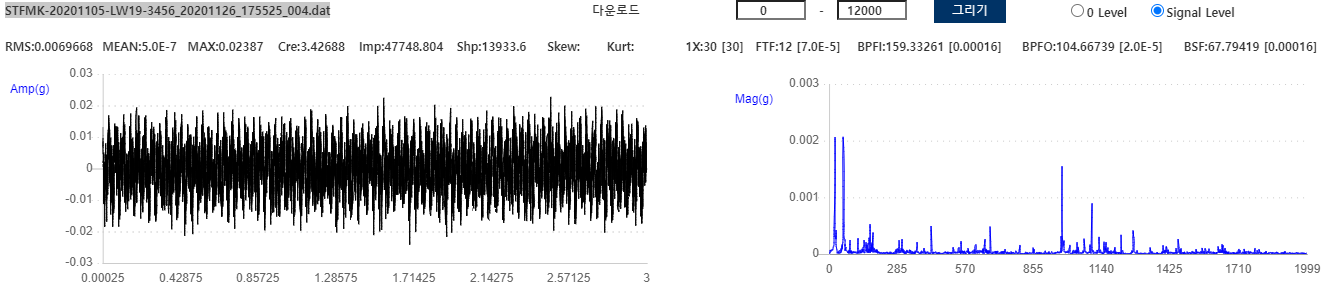 STFMK-20201105-LW19-3456_20201126_175525_004.dat 다운로드
RMS:0.0069668 MEAN:5.0E-7 MAX:0.02387 Cre:3.42688 Imp:47748.804 Shp:13933.6 Skew: Kurt:
Amp(g)
0.03
0.02
0.01
0
-0.01
-0.02
-0.03
0.00025 0.42875 0.85725 1.28575 1.71425 2.14275 2.57125 3
0 - 12000 그리기 0 Level Signal Level
1X:30 [30] FTF:12 [7.0E-5] BPFI:159.33261 [0.00016] BPFO:104.66739 [2.0E-5] BSF:67.79419 [0.00016]
Mag(g)
0.003
0.002
0.001
0
0 285 570 855 1140 1425 1710 1999